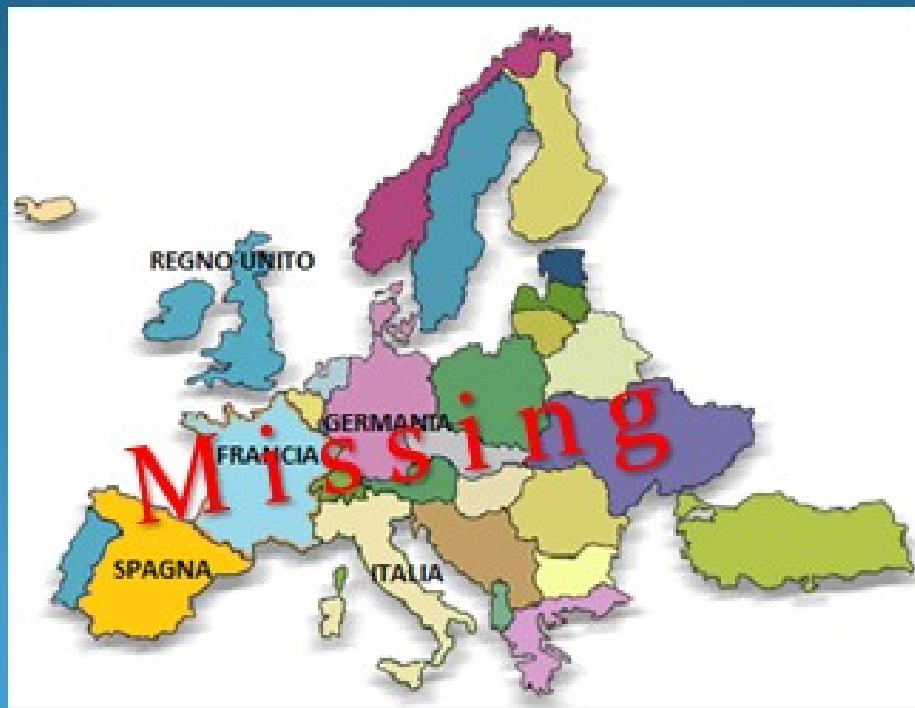 REGNO UNITO
GERMANIA
FRANCIA
Missing
SPAGNA
ITALIA